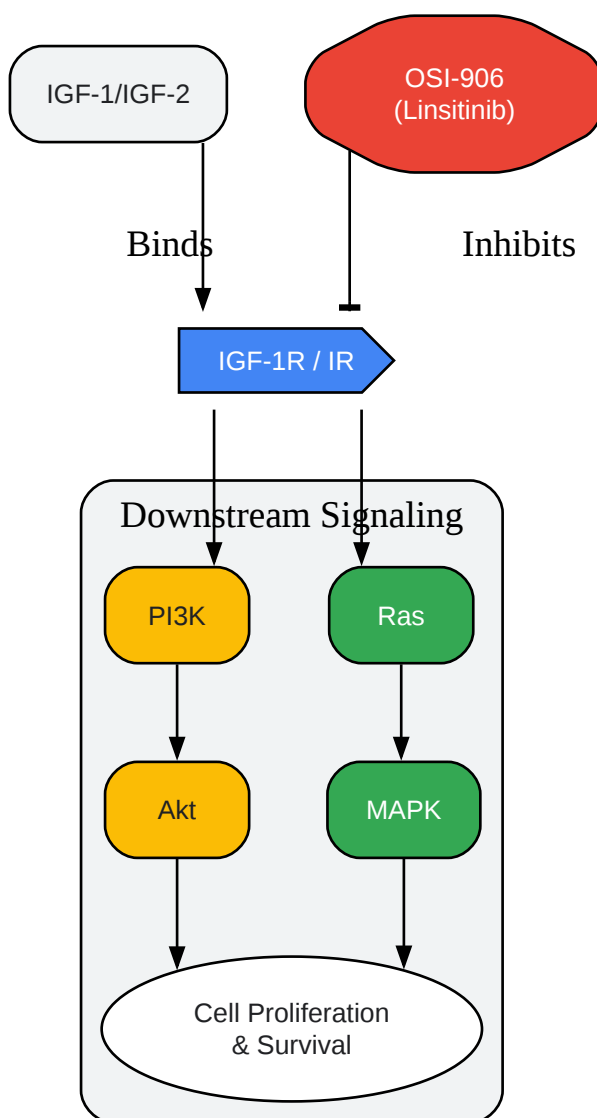 IGF-1/IGF-2
OSI-906
(Linsitinib)
Binds
Inhibits
IGF-1R / IR
Downstream Signaling
PI3K
Ras
Akt
MAPK
Cell Proliferation
& Survival